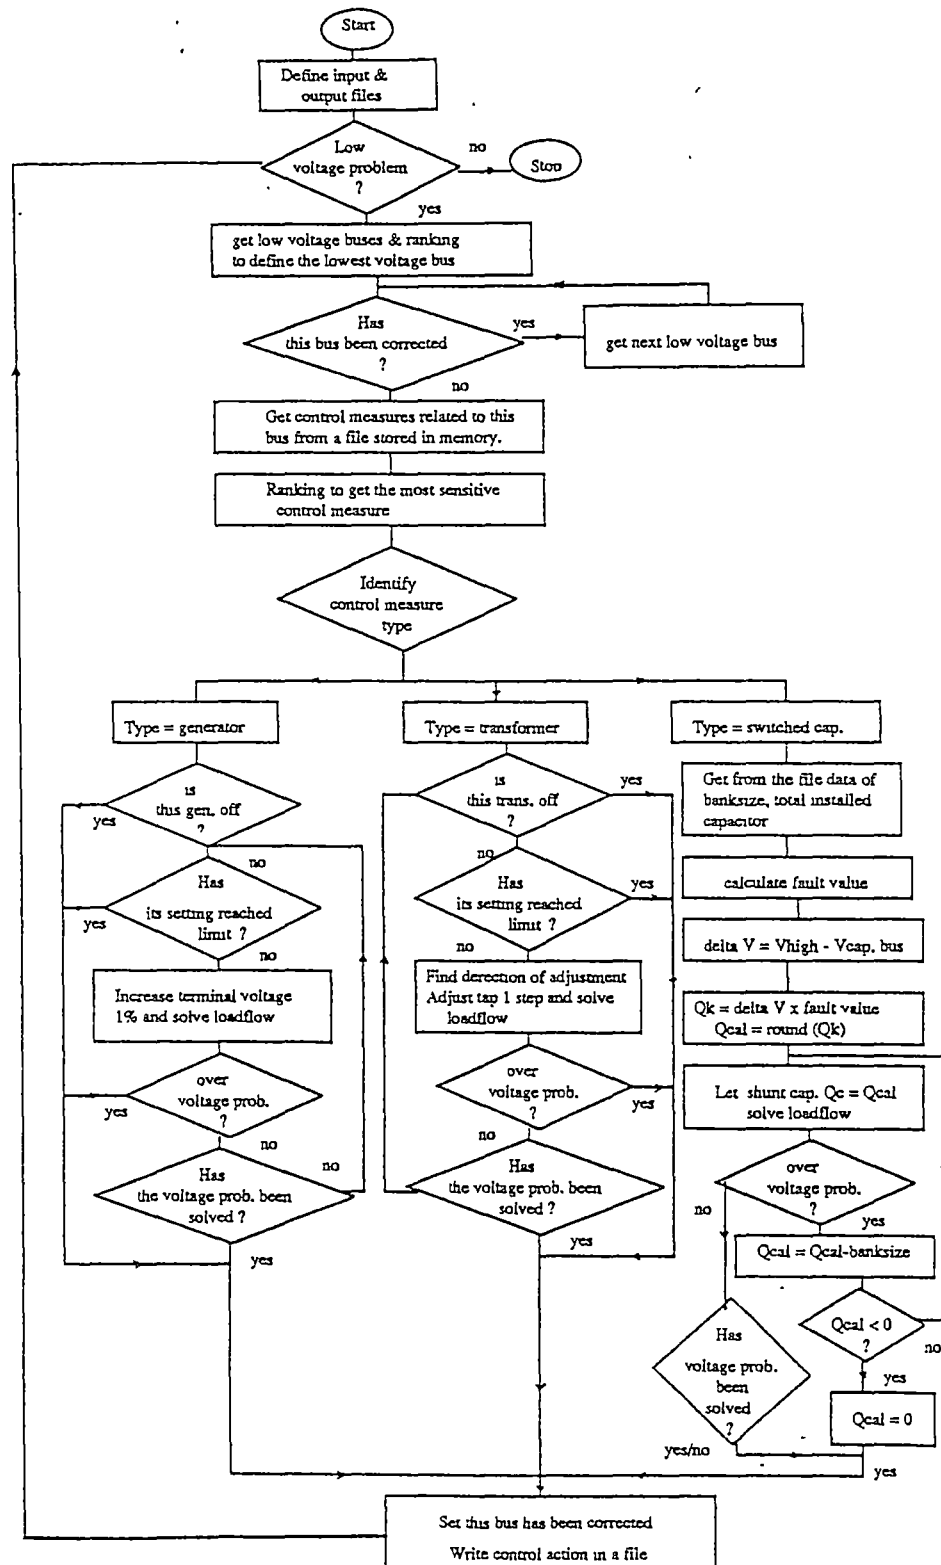 Start
Define input &
output files
Low
voltage problem
?
no
Stop
yes
get low voltage buses & ranking
to define the lowest voltage bus
Has
this bus been corrected
?
yes
get next low voltage bus
no
Get control measures related to this
bus from a file stored in memory.
Ranking to get the most sensitive
control measure
Identify
control measure
type
Type = generator
Type = transformer
Type = switched cap.
is
this gen. off
?
yes
no
Has
its setting reached
limit ?
yes
no
Increase terminal voltage
1% and solve loadflow
over
voltage prob.
?
yes
no
Has
the voltage prob. been
solved ?
no
yes
is
this trans. off
?
yes
no
no
Has
its setting reached
limit ?
yes
no
Find derection of adjustment
Adjust tap 1 step and solve
loadflow
over
voltage prob.
?
yes
no
Has
the voltage prob. been
solved ?
yes
Get from the file data of
banksize, total installed
capacitor
calculate fault value
delta V = Vhigh - Vcap. bus
Qk = delta V x fault value
Qcal = round (Qk)
Let shunt cap. Qc = Qcal
solve loadflow
over
voltage prob.
?
no
yes
Qcal = Qcal-banksize
Qcal < 0
?
no
yes
Qcal = 0
Has
voltage prob.
been
solved
?
yes/no
yes
Set this bus has been corrected
Write control action in a file